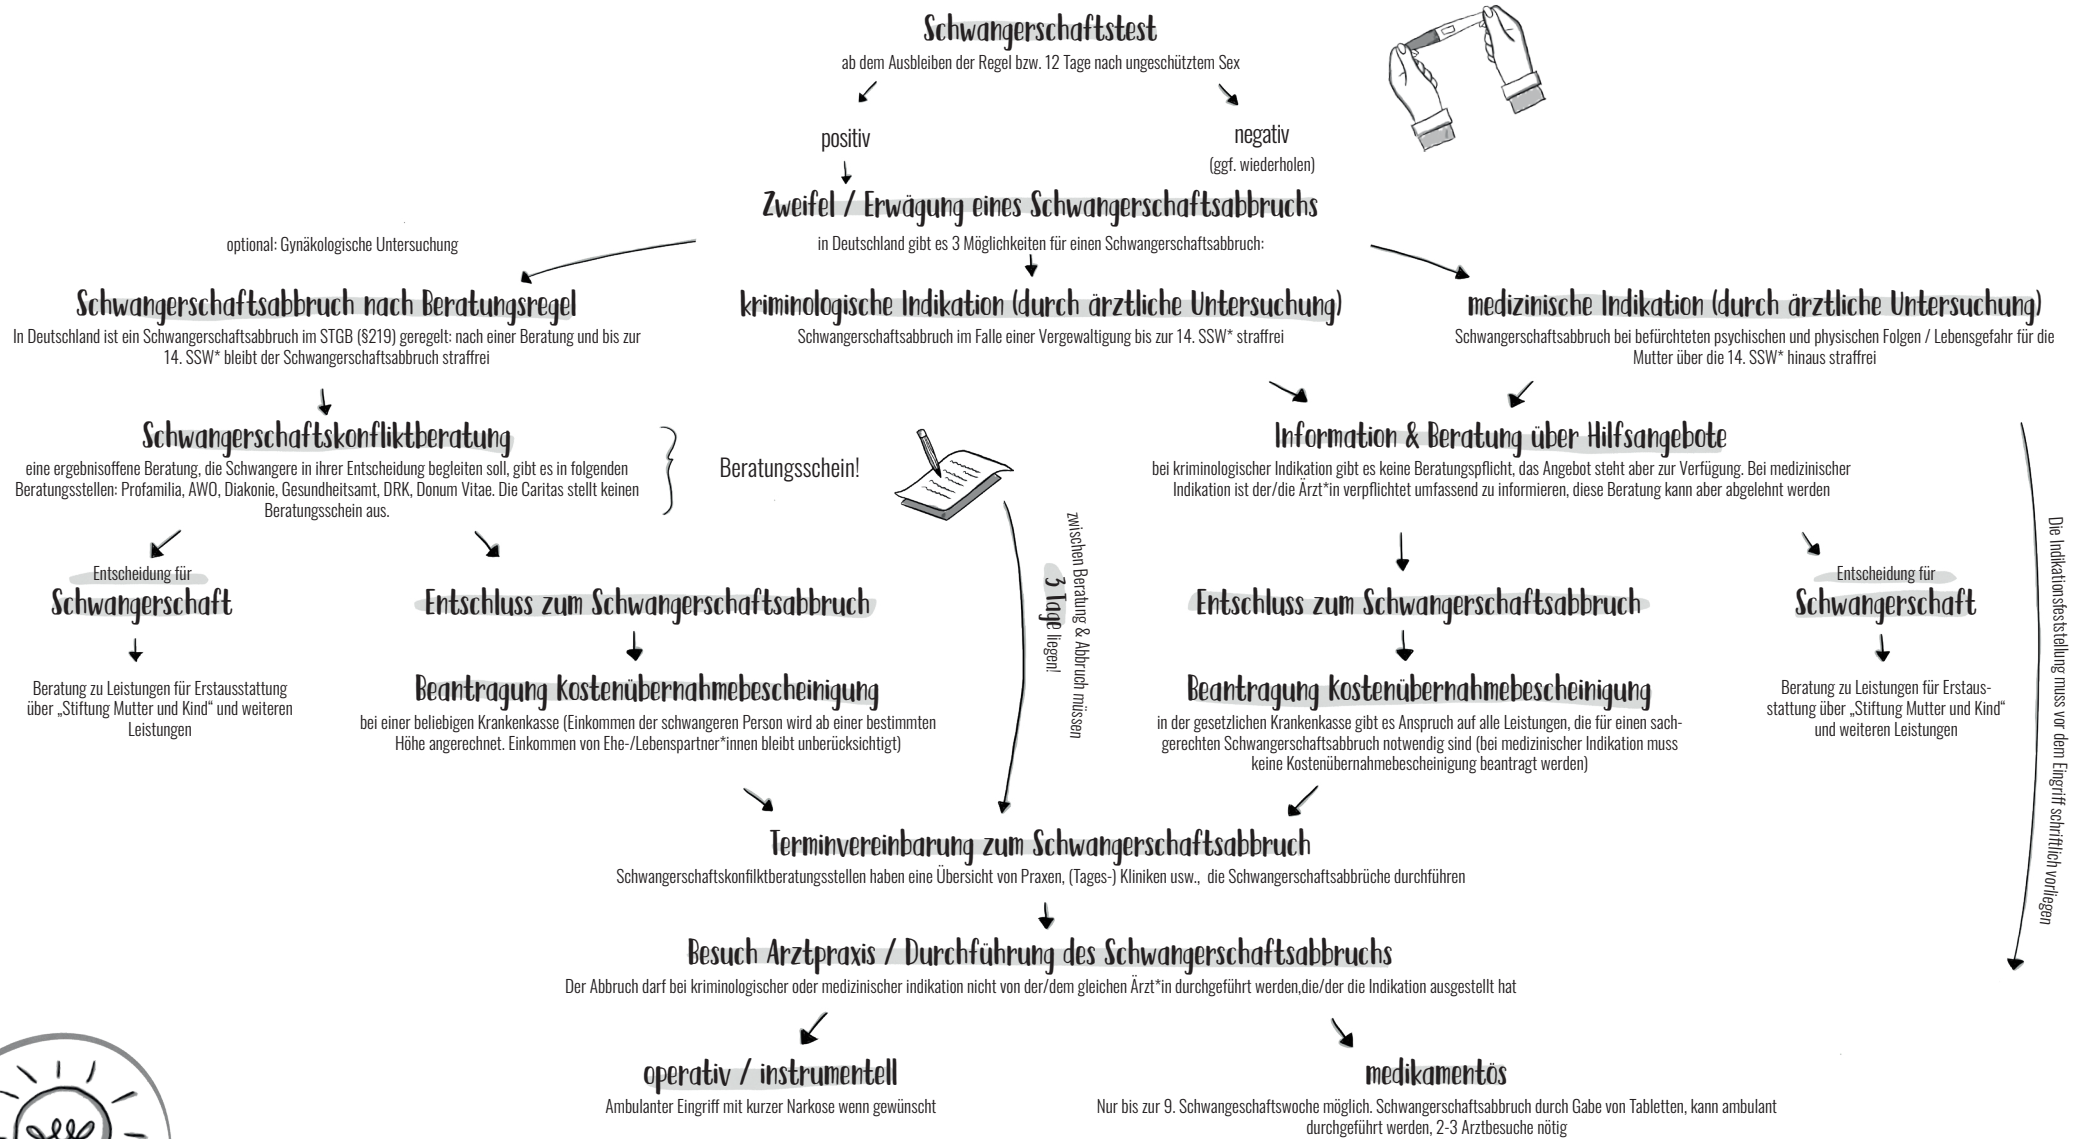 Schwangerschaftstest
ab dem Ausbleiben der Regel bzw. 12 Tage nach ungeschütztem Sex
positiv
negativ
(ggf. wiederholen)
Zweifel / Erwägung eines Schwangerschaftsabbruchs
in Deutschland gibt es 3 Möglichkeiten für einen Schwangerschaftsabbruch:
optional: Gynäkologische Untersuchung
Schwangerschaftsabbruch nach Beratungsregel
In Deutschland ist ein Schwangerschaftsabbruch im STGB (§219) geregelt: nach einer Beratung und bis zur
14. SSW* bleibt der Schwangerschaftsabbruch straffrei
kriminologische Indikation (durch ärztliche Untersuchung)
Schwangerschaftsabbruch im Falle einer Vergewaltigung bis zur 14. SSW* straffrei
medizinische Indikation (durch ärztliche Untersuchung)
Schwangerschaftsabbruch bei befürchteten psychischen und physischen Folgen / Lebensgefahr für die
Mutter über die 14. SSW* hinaus straffrei
Schwangerschaftskonfliktberatung
eine ergebnisoffene Beratung, die Schwangere in ihrer Entscheidung begleiten soll, gibt es in folgenden
Beratungsstellen: Profamilia, AWO, Diakonie, Gesundheitsamt, DRK, Donum Vitae. Die Caritas stellt keinen
Beratungsschein aus.
Beratungsschein!
Information & Beratung über Hilfsangebote
bei kriminologischer Indikation gibt es keine Beratungspflicht, das Angebot steht aber zur Verfügung. Bei medizinischer
Indikation ist der/die Ärzt*in verpflichtet umfassend zu informieren, diese Beratung kann aber abgelehnt werden
zwischen Beratung & Abbruch müssen
3 Tage liegen!
Die Indikationsfeststellung muss vor dem Eingriff schriftlich vorliegen
Entscheidung für
Schwangerschaft
Beratung zu Leistungen für Erstausstattung
über „Stiftung Mutter und Kind“ und weiteren
Leistungen
Entschluss zum Schwangerschaftsabbruch
Beantragung Kostenübernahmebescheinigung
bei einer beliebigen Krankenkasse (Einkommen der schwangeren Person wird ab einer bestimmten
Höhe angerechnet. Einkommen von Ehe-/Lebenspartner*innen bleibt unberücksichtigt)
Entschluss zum Schwangerschaftsabbruch
Beantragung Kostenübernahmebescheinigung
in der gesetzlichen Krankenkasse gibt es Anspruch auf alle Leistungen, die für einen sach-
gerechten Schwangerschaftsabbruch notwendig sind (bei medizinischer Indikation muss
keine Kostenübernahmebescheinigung beantragt werden)
Entscheidung für
Schwangerschaft
Beratung zu Leistungen für Erstaus-
stattung über „Stiftung Mutter und Kind“
und weiteren Leistungen
Terminvereinbarung zum Schwangerschaftsabbruch
Schwangerschaftskonfilktberatungsstellen haben eine Übersicht von Praxen, (Tages-) Kliniken usw., die Schwangerschaftsabbrüche durchführen
Besuch Arztpraxis / Durchführung des Schwangerschaftsabbruchs
Der Abbruch darf bei kriminologischer oder medizinischer indikation nicht von der/dem gleichen Ärzt*in durchgeführt werden,die/der die Indikation ausgestellt hat
operativ / instrumentell
Ambulanter Eingriff mit kurzer Narkose wenn gewünscht
medikamentös
Nur bis zur 9. Schwangeschaftswoche möglich. Schwangerschaftsabbruch durch Gabe von Tabletten, kann ambulant
durchgeführt werden, 2-3 Arztbesuche nötig